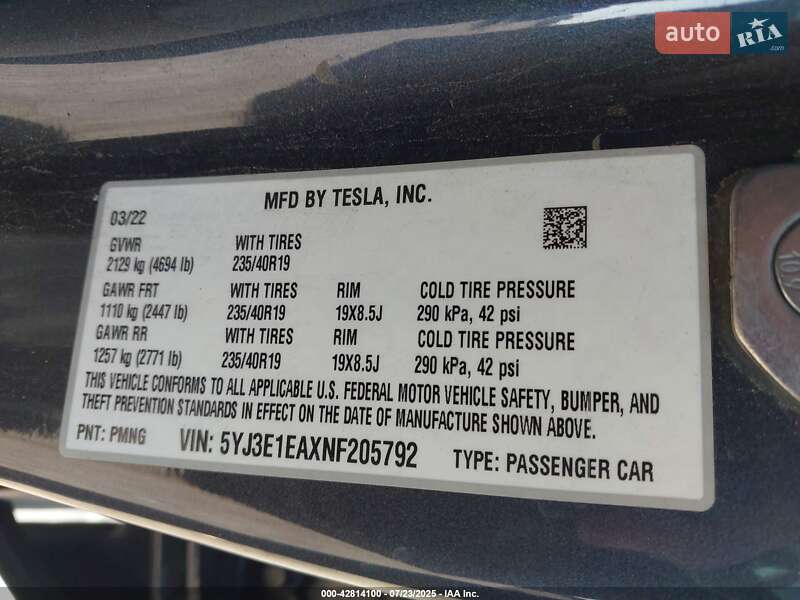 auto RIA .com
MFD BY TESLA, INC.
03/22
GVWR WITH TIRES
2129 kg (4694 lb) 235/40R19
GAWR FRT WITH TIRES RIM COLD TIRE PRESSURE
1110 kg (2447 lb) 235/40R19 19X8.5J 290 kPa, 42 psi
GAWR RR WITH TIRES RIM COLD TIRE PRESSURE
1257 kg (2771 lb) 235/40R19 19X8.5J 290 kPa, 42 psi
THIS VEHICLE CONFORMS TO ALL APPLICABLE U.S. FEDERAL MOTOR VEHICLE SAFETY, BUMPER, AND
THEFT PREVENTION STANDARDS IN EFFECT ON THE DATE OF MANUFACTURE SHOWN ABOVE.
PNT: PMNG VIN: 5YJ3E1EAXNF205792 TYPE: PASSENGER CAR
000-42814100 - 07/23/2025 - IAA Inc.